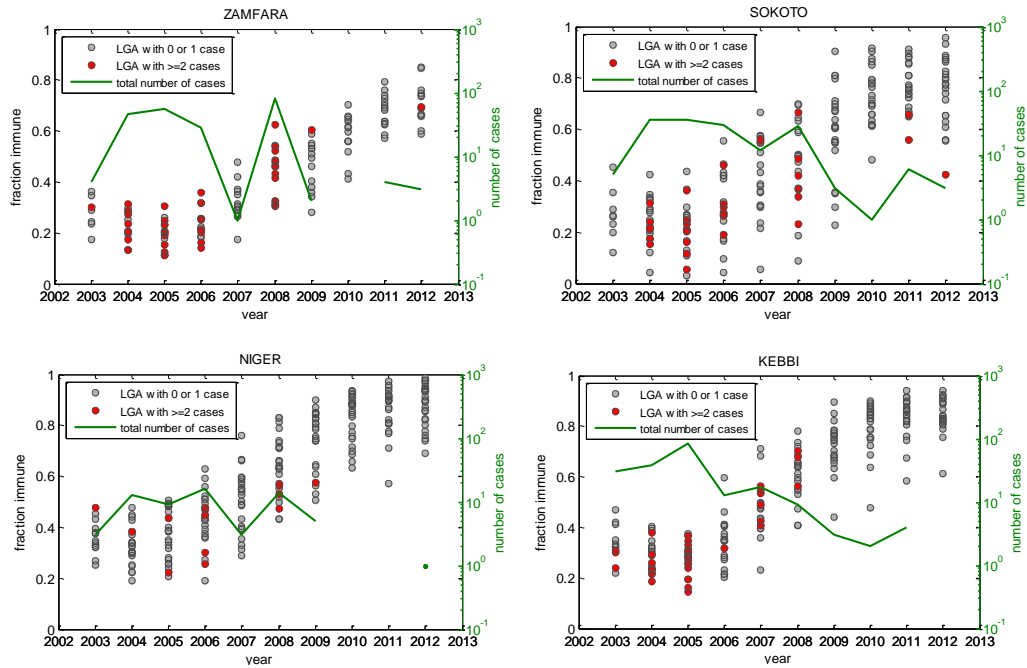 ZAMFARA
LGA with 0 or 1 case
LGA with >=2 cases
total number of cases
fraction immune
1
0.8
0.6
0.4
0.2
0
10^3
10^2
10^1
10^0
10^-1
number of cases
2002 2003 2004 2005 2006 2007 2008 2009 2010 2011 2012 2013
year
SOKOTO
LGA with 0 or 1 case
LGA with >=2 cases
total number of cases
fraction immune
1
0.8
0.6
0.4
0.2
0
10^3
10^2
10^1
10^0
10^-1
number of cases
2002 2003 2004 2005 2006 2007 2008 2009 2010 2011 2012 2013
year
NIGER
LGA with 0 or 1 case
LGA with >=2 cases
total number of cases
fraction immune
1
0.8
0.6
0.4
0.2
0
10^3
10^2
10^1
10^0
10^-1
number of cases
2002 2003 2004 2005 2006 2007 2008 2009 2010 2011 2012 2013
year
KEBBI
LGA with 0 or 1 case
LGA with >=2 cases
total number of cases
fraction immune
1
0.8
0.6
0.4
0.2
0
10^3
10^2
10^1
10^0
10^-1
number of cases
2002 2003 2004 2005 2006 2007 2008 2009 2010 2011 2012 2013
year